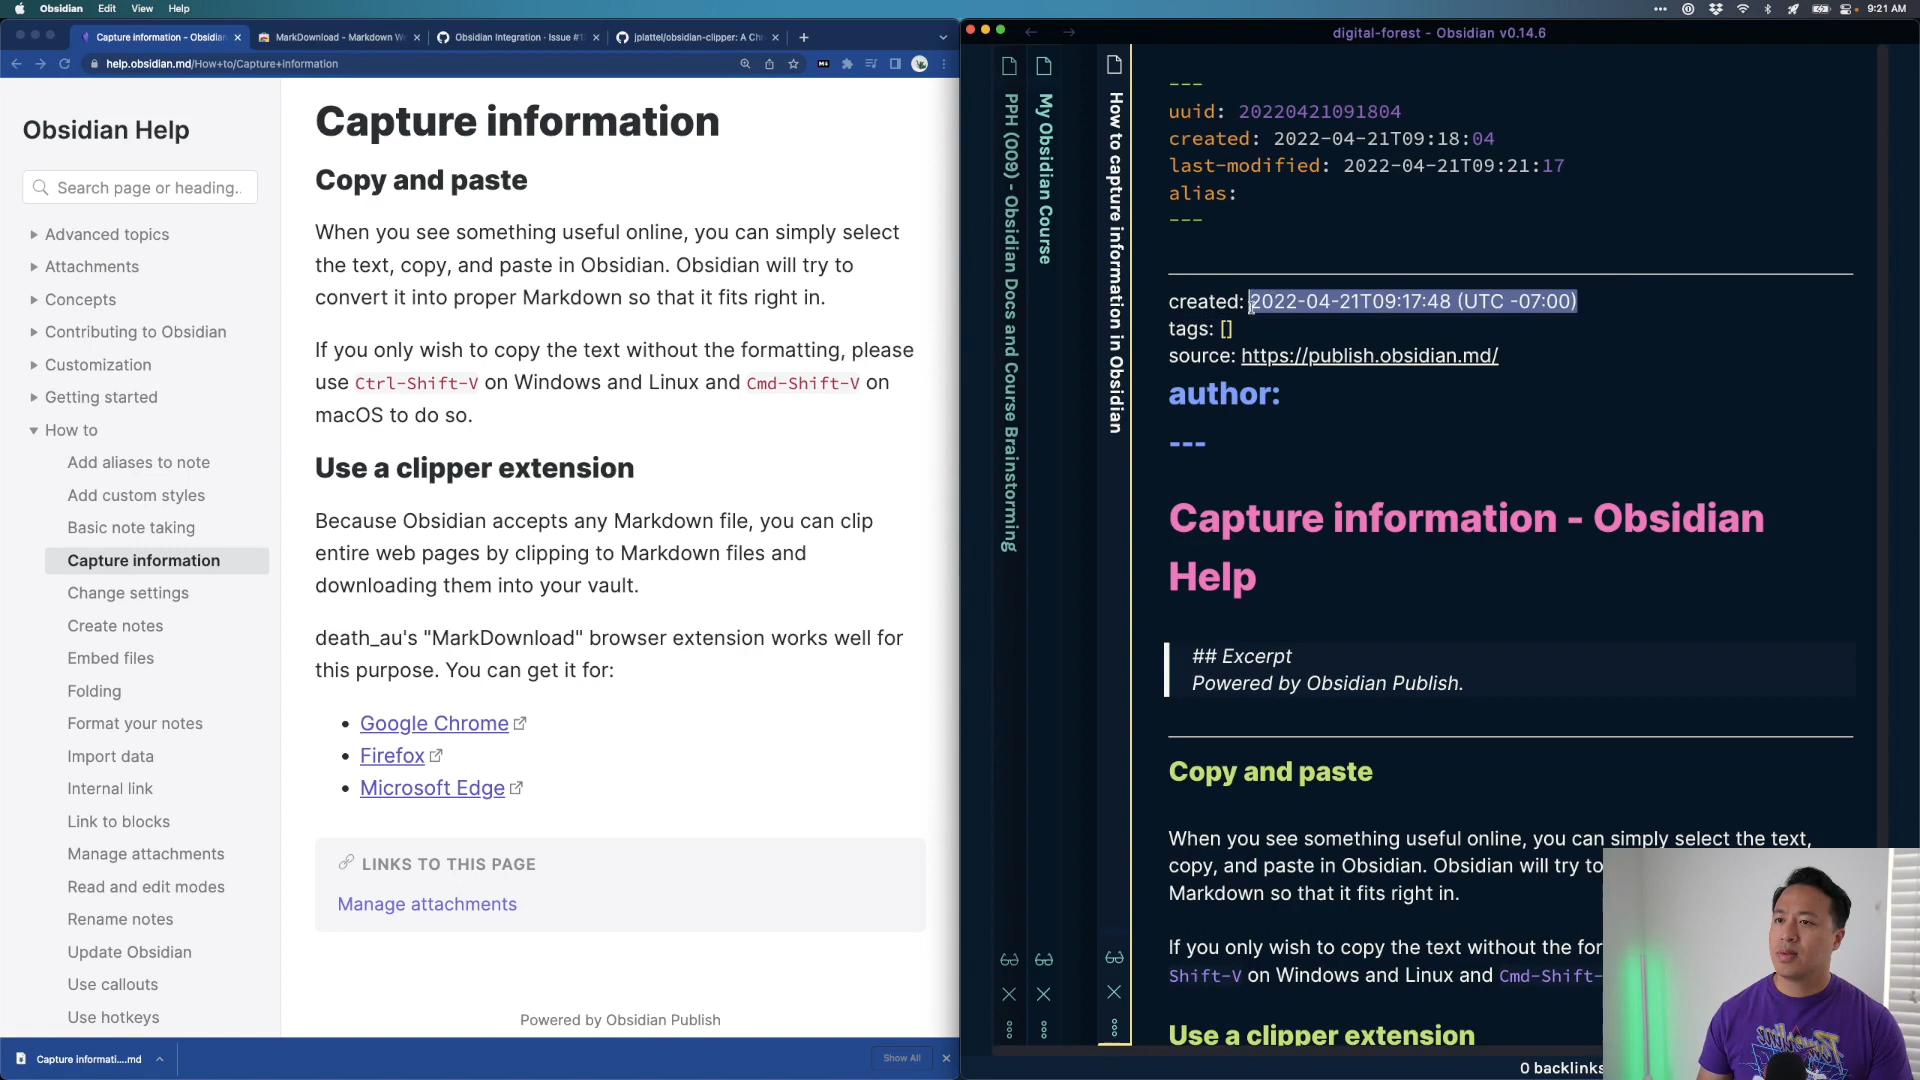 Obsidian Edit View Help
9:21 AM
Capture information - Obsidian
MarkDownload - Markdown W
Obsidian Integration · Issue #1
jplattel/obsidian-clipper: A Ch
help.obsidian.md/How+to/Capture+information
digital-forest - Obsidian v0.14.6
Obsidian Help
Search page or heading..
Advanced topics
Attachments
Concepts
Contributing to Obsidian
Customization
Getting started
How to
Add aliases to note
Add custom styles
Basic note taking
Capture information
Change settings
Create notes
Embed files
Folding
Format your notes
Import data
Internal link
Link to blocks
Manage attachments
Read and edit modes
Rename notes
Update Obsidian
Use callouts
Use hotkeys
Capture information
Copy and paste
When you see something useful online, you can simply select
the text, copy, and paste in Obsidian. Obsidian will try to
convert it into proper Markdown so that it fits right in.
If you only wish to copy the text without the formatting, please
use Ctrl-Shift-V on Windows and Linux and Cmd-Shift-V on
macOS to do so.
Use a clipper extension
Because Obsidian accepts any Markdown file, you can clip
entire web pages by clipping to Markdown files and
downloading them into your vault.
death_au's "MarkDownload" browser extension works well for
this purpose. You can get it for:
• Google Chrome
• Firefox
• Microsoft Edge
LINKS TO THIS PAGE
Manage attachments
Powered by Obsidian Publish
Capture informati....md
Show All
PPH (009) - Obsidian Docs and Course Brainstorming
My Obsidian Course
How to capture information in Obsidian
---
uuid: 20220421091804
created: 2022-04-21T09:18:04
last-modified: 2022-04-21T09:21:17
alias:
---
created: 2022-04-21T09:17:48 (UTC -07:00)
tags: []
source: https://publish.obsidian.md/
author:
---
Capture information - Obsidian
Help
## Excerpt
Powered by Obsidian Publish.
Copy and paste
When you see something useful online, you can simply select the text,
copy, and paste in Obsidian. Obsidian will try to
Markdown so that it fits right in.
If you only wish to copy the text without the for
Shift-V on Windows and Linux and Cmd-Shift-
Use a clipper extension
0 backlinks